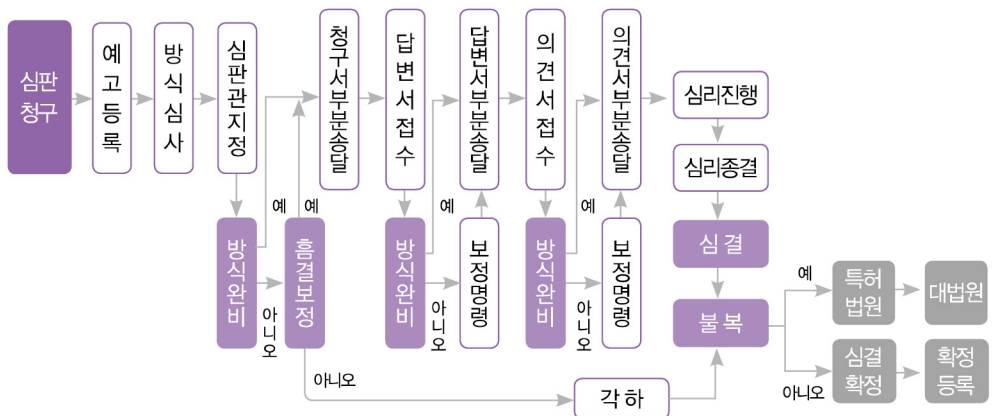 심판
청구
예고등록
방식심사
심판관지정
청구서부분송달
답변서접수
답변서부분송달
의견서접수
의견서부분송달
심리진행
심리종결
심결
불복
방식완비
예
아니오
흠결보정
예
아니오
방식완비
예
아니오
보정명령
방식완비
예
아니오
보정명령
각하
예
특허
법원
대법원
아니오
심결
확정
확정
등록